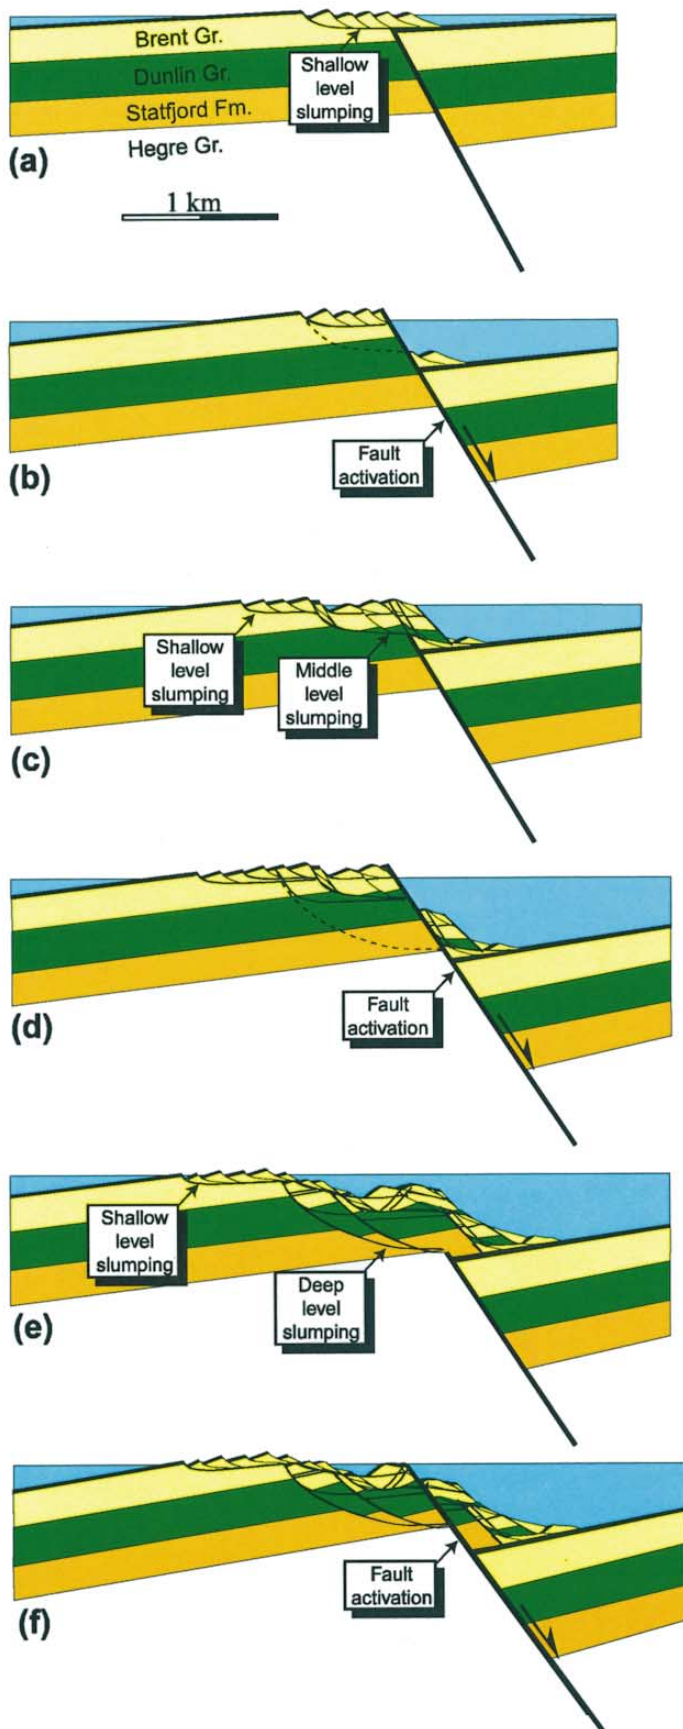 Brent Gr.
Dunlin Gr.
Statfjord Fm.
Hegre Gr.
Shallow
level
slumping
(a)
1 km
(b)
Fault
activation
Shallow
level
slumping
Middle
level
slumping
(c)
Fault
activation
(d)
Shallow
level
slumping
Deep
level
slumping
(e)
Fault
activation
(f)